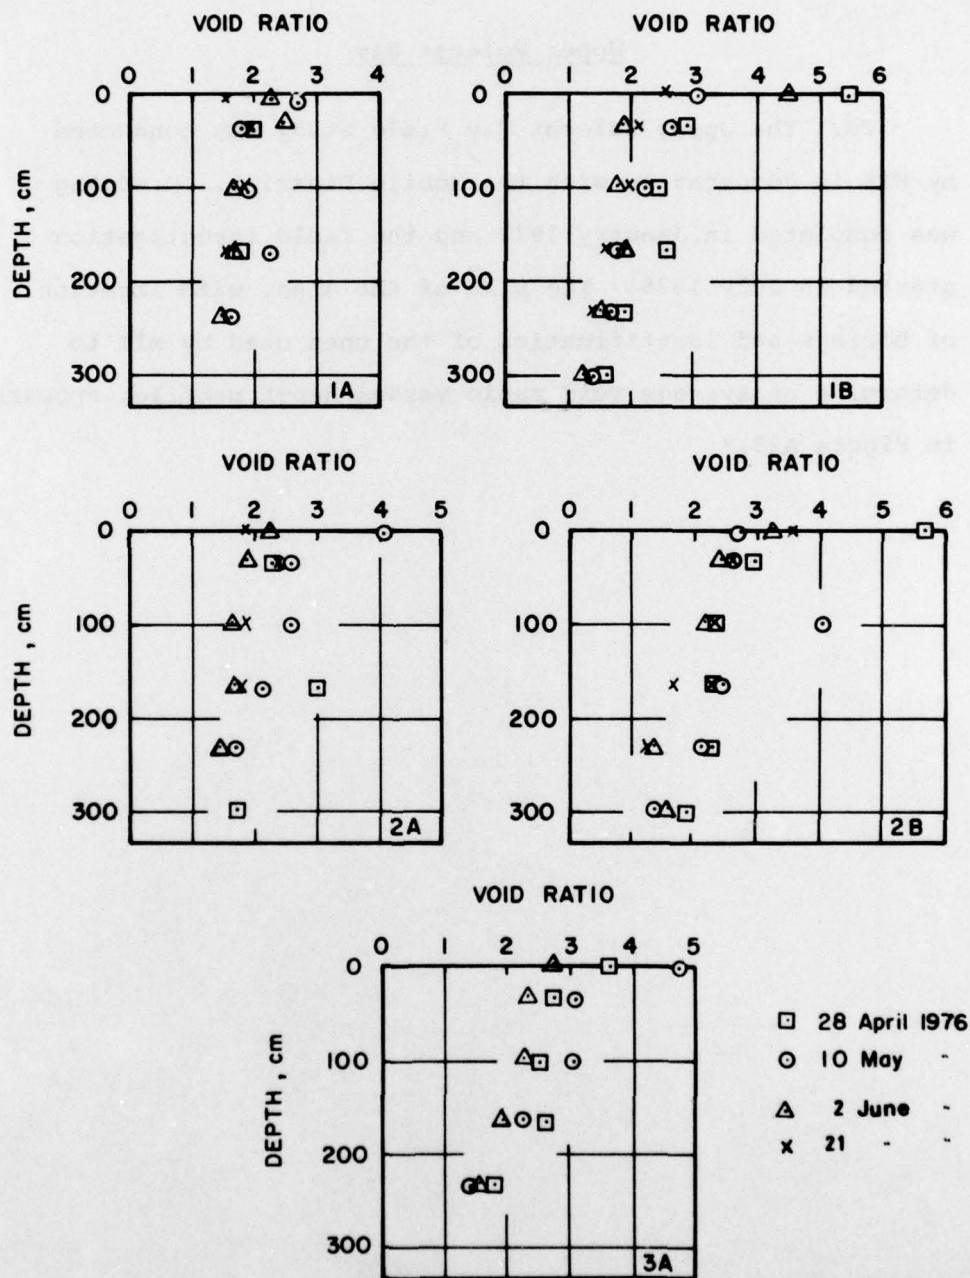 VOID RATIO
0 1 2 3 4
DEPTH, cm
0
100
200
300
1A
VOID RATIO
0 1 2 3 4 5 6
0
100
200
300
1B
VOID RATIO
0 1 2 3 4 5
DEPTH, cm
0
100
200
300
2A
VOID RATIO
0 1 2 3 4 5 6
0
100
200
300
2B
VOID RATIO
0 1 2 3 4 5
DEPTH, cm
0
100
200
300
3A
28 April 1976
10 May "
2 June "
21 " "